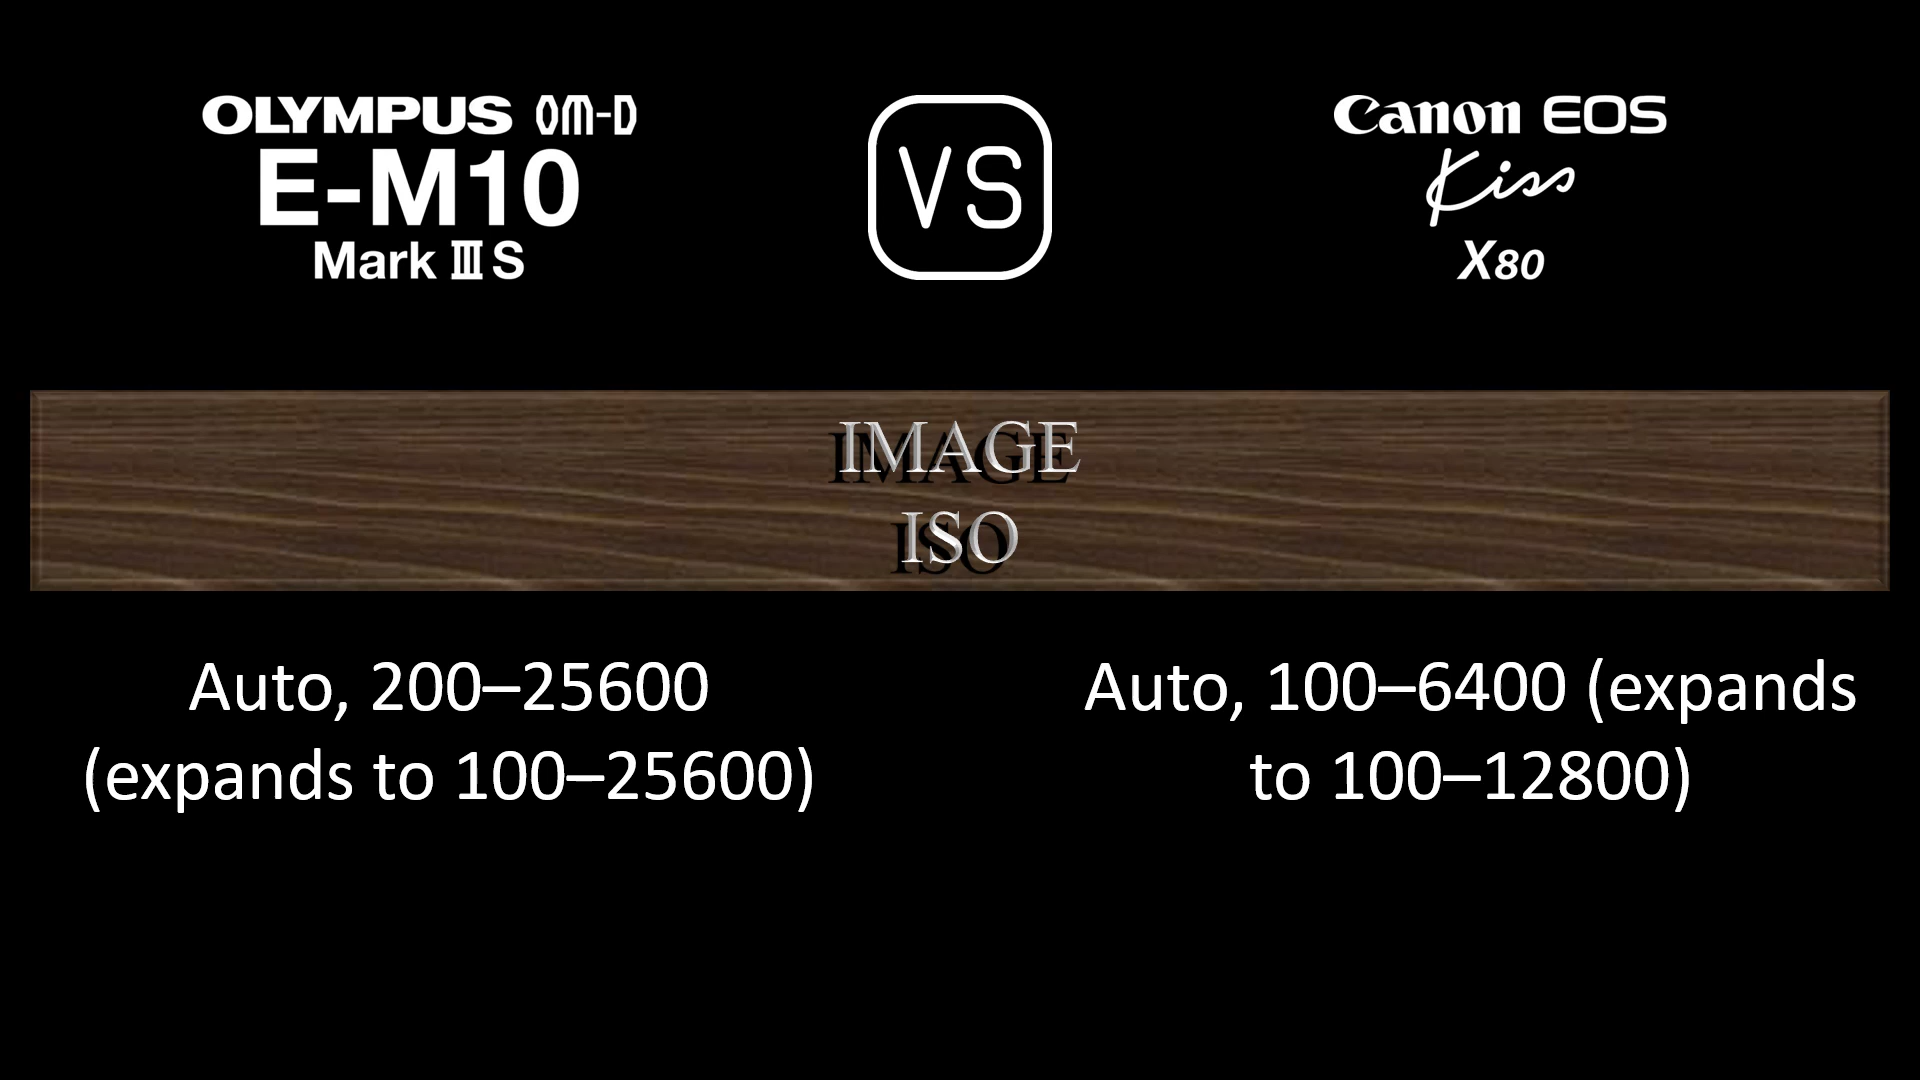 OLYMPUS OM-D
E-M10
Mark III S
VS
Canon EOS
Kiss
X80
IMAGE
ISO
Auto, 200–25600
(expands to 100–25600)
Auto, 100–6400 (expands
to 100–12800)